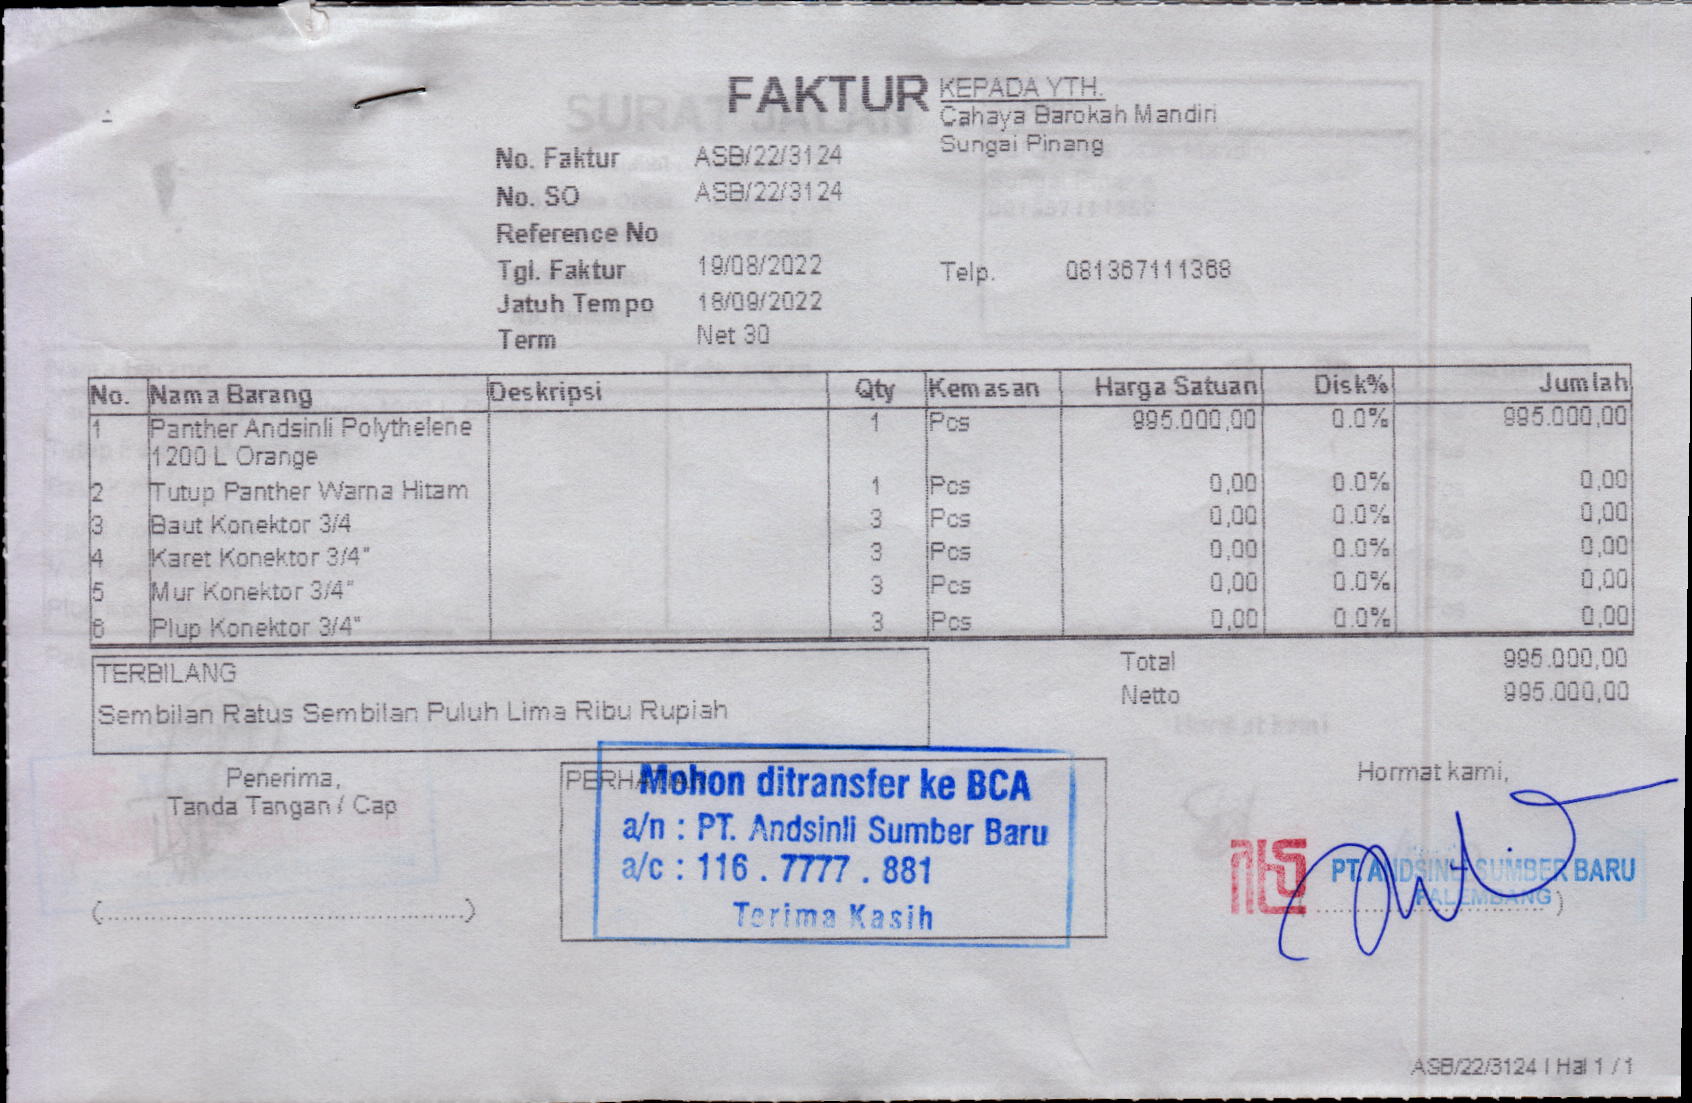 FAKTUR
KEPADA YTH.
Cahaya Barokah Mandiri
Sungai Pinang
No. Faktur ASB/22/3124
No. SO ASB/22/3124
Reference No
Tgl. Faktur 19/08/2022
Telp. 081367111368
Jatuh Tempo 18/09/2022
Term Net 30
No. Nama Barang Deskripsi Qty Kemasan Harga Satuan Disk% Jumlah
1 Panther Andsinli Polythelene 1 Pcs 995.000,00 0.0% 995.000,00
1200 L Orange
2 Tutup Panther Warna Hitam 1 Pcs 0,00 0.0% 0,00
3 Baut Konektor 3/4 3 Pcs 0,00 0.0% 0,00
4 Karet Konektor 3/4" 3 Pcs 0,00 0.0% 0,00
5 Mur Konektor 3/4" 3 Pcs 0,00 0.0% 0,00
6 Plup Konektor 3/4" 3 Pcs 0,00 0.0% 0,00
TERBILANG
Sembilan Ratus Sembilan Puluh Lima Ribu Rupiah
Total 995.000,00
Netto 995.000,00
Penerima,
Tanda Tangan / Cap
Mohon ditransfer ke BCA
a/n : PT. Andsinli Sumber Baru
a/c : 116 . 7777 . 881
Terima Kasih
Hormat kami,
PT. ANDSINLI SUMBER BARU
PALEMBANG
ASB/22/3124 | Hal 1 / 1